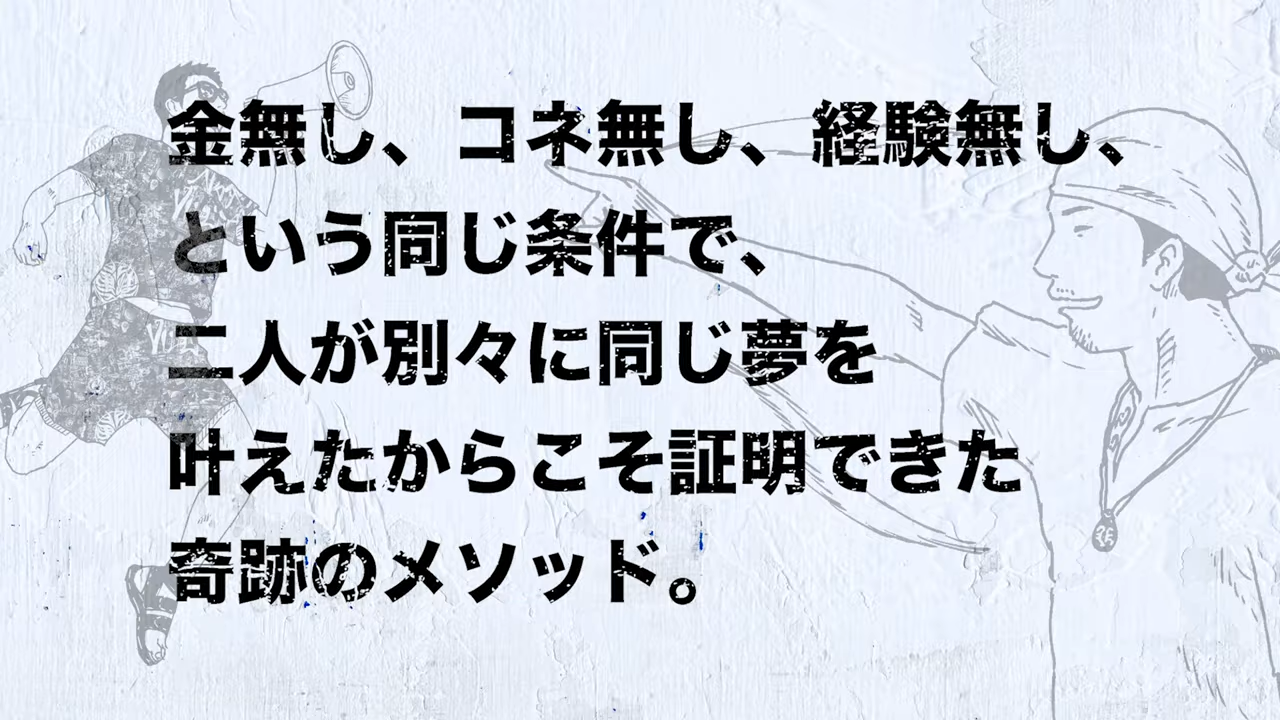 金無し、コネ無し、経験無し、
という同じ条件で、
二人が別々に同じ夢を
叶えたからこそ証明できた
奇跡のメソッド。